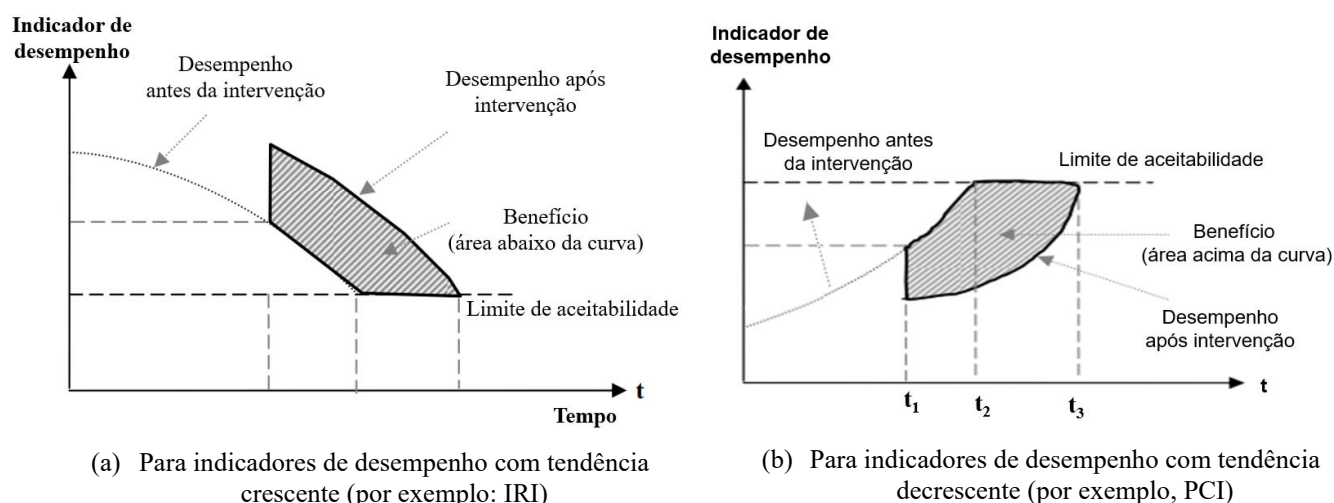 Indicador de
desempenho
Desempenho
antes da intervenção
Desempenho após
intervenção
Benefício
(área abaixo da curva)
Limite de aceitabilidade
t
Tempo
(a) Para indicadores de desempenho com tendência
crescente (por exemplo: IRI)
Indicador de
desempenho
Desempenho antes
da intervenção
Limite de aceitabilidade
Benefício
(área acima da curva)
Desempenho
após intervenção
t
t₁ t₂ t₃
(b) Para indicadores de desempenho com tendência
decrescente (por exemplo, PCI)